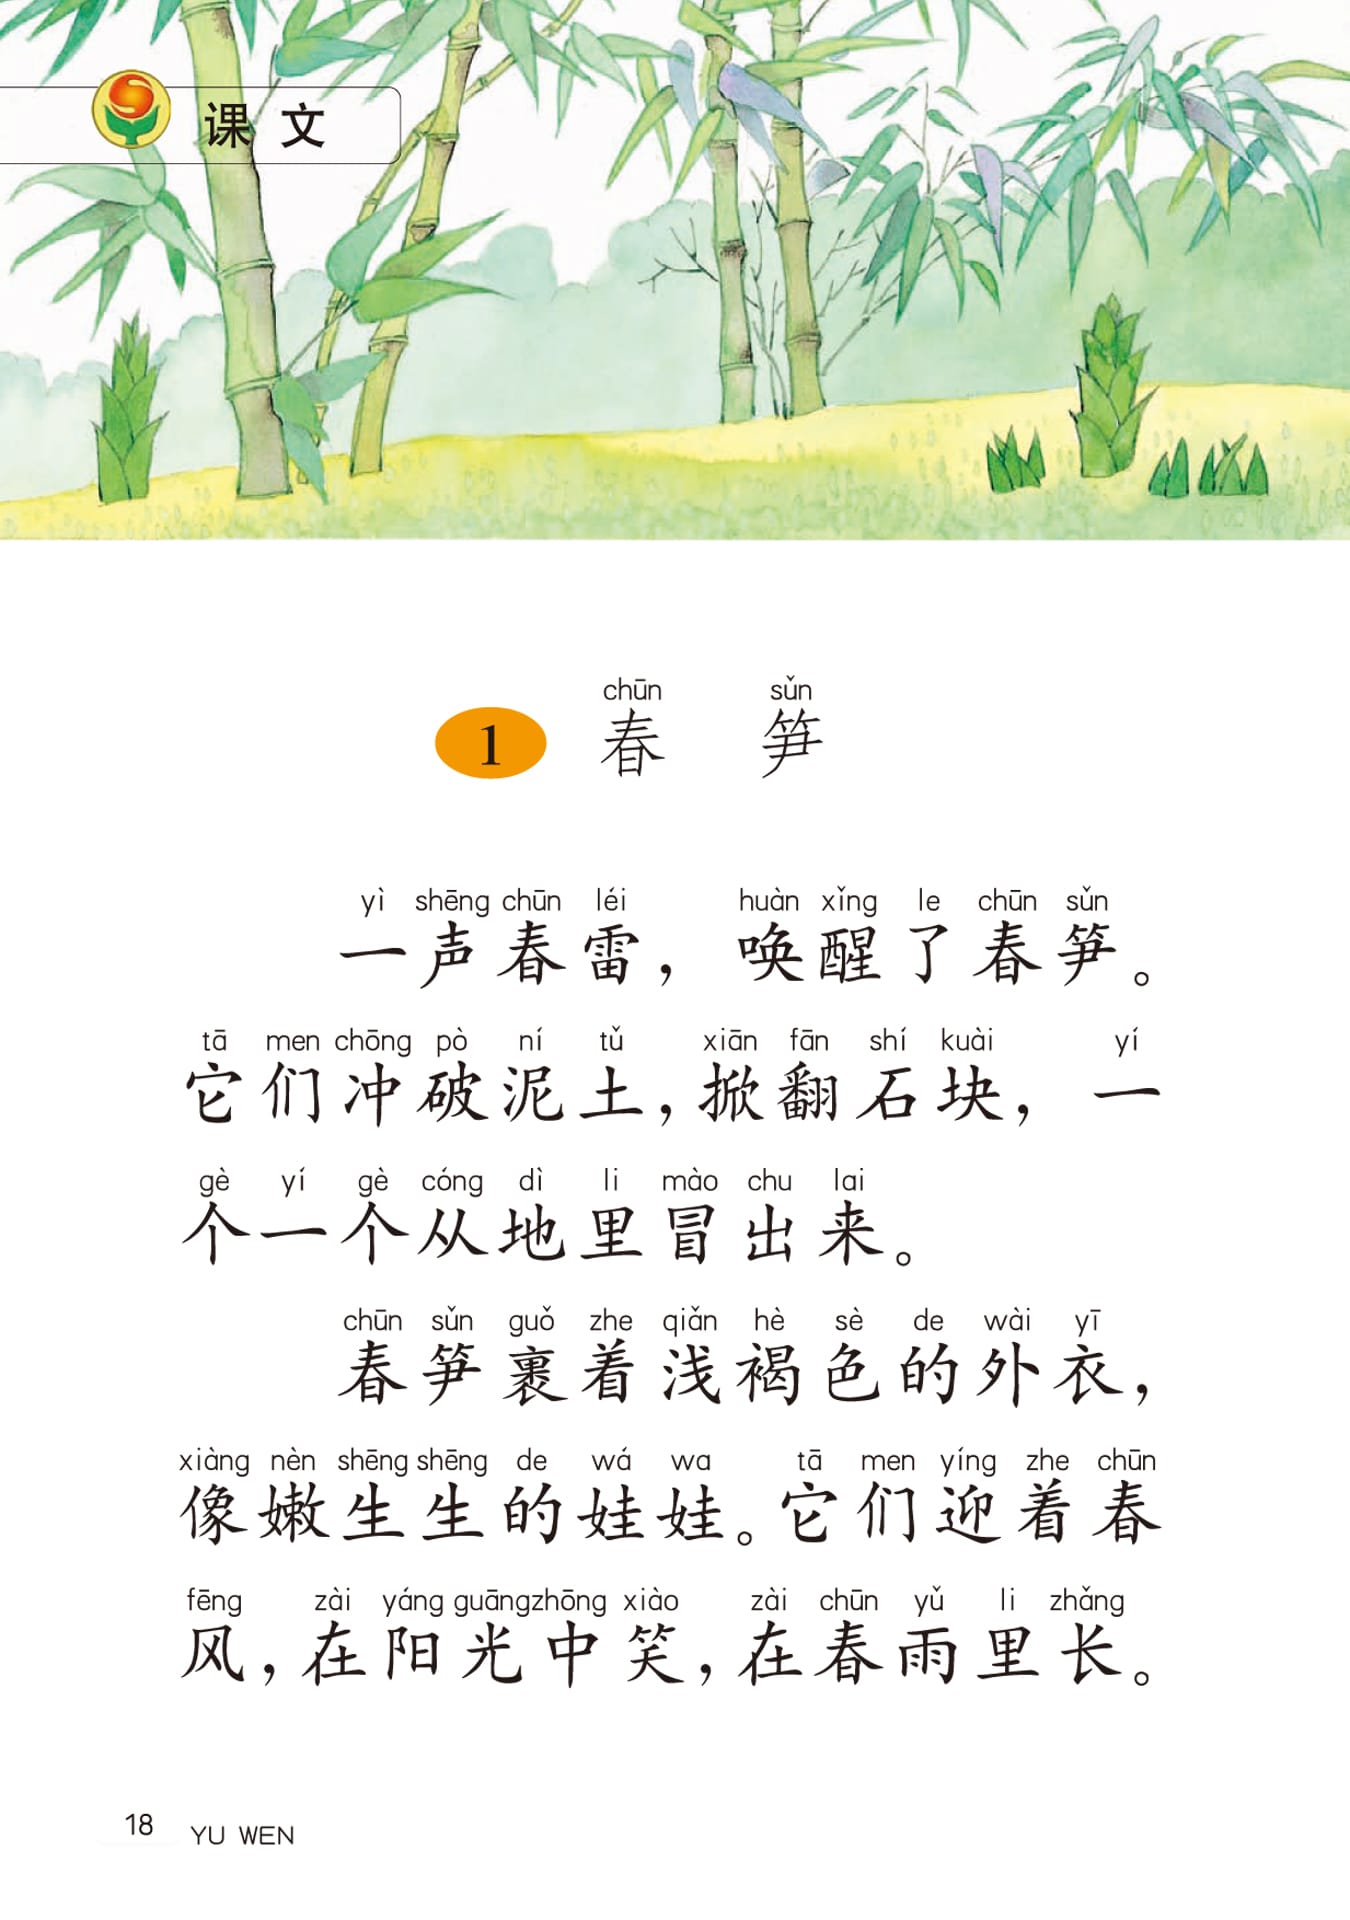 课文
chūn sǔn
1 春笋
yì shēng chūn léi huàn xǐng le chūn sǔn
一声春雷，唤醒了春笋。
tā men chōng pò ní tǔ xiān fān shí kuài yí
它们冲破泥土，掀翻石块，一
gè yí gè cóng dì li mào chu lai
个一个从地里冒出来。
chūn sǔn guǒ zhe qiǎn hè sè de wài yī
春笋裹着浅褐色的外衣，
xiàng nèn shēng shēng de wá wa tā men yíng zhe chūn
像嫩生生的娃娃。它们迎着春
fēng zài yáng guāng zhōng xiào zài chūn yǔ li zhǎng
风，在阳光中笑，在春雨里长。
18 YU WEN